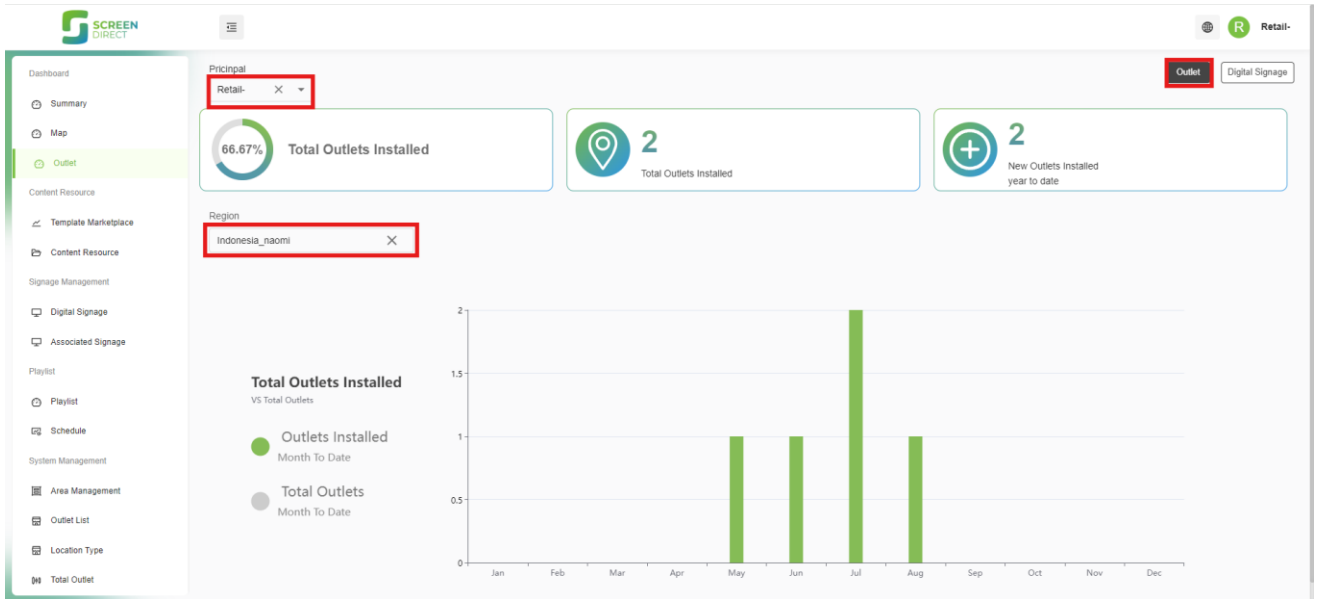 SCREEN
DIRECT
R Retail-
Dashboard
Summary
Map
Outlet
Content Resource
Template Marketplace
Content Resource
Signage Management
Digital Signage
Associated Signage
Playlist
Playlist
Schedule
System Management
Area Management
Outlet List
Location Type
Total Outlet
Pricinpal
Retail-
Outlet Digital Signage
66.67% Total Outlets Installed
2
Total Outlets Installed
2
New Outlets Installed
year to date
Region
Indonesia_naomi
Total Outlets Installed
VS Total Outlets
Outlets Installed
Month To Date
Total Outlets
Month To Date
2
1.5
1
0.5
0
Jan Feb Mar Apr May Jun Jul Aug Sep Oct Nov Dec